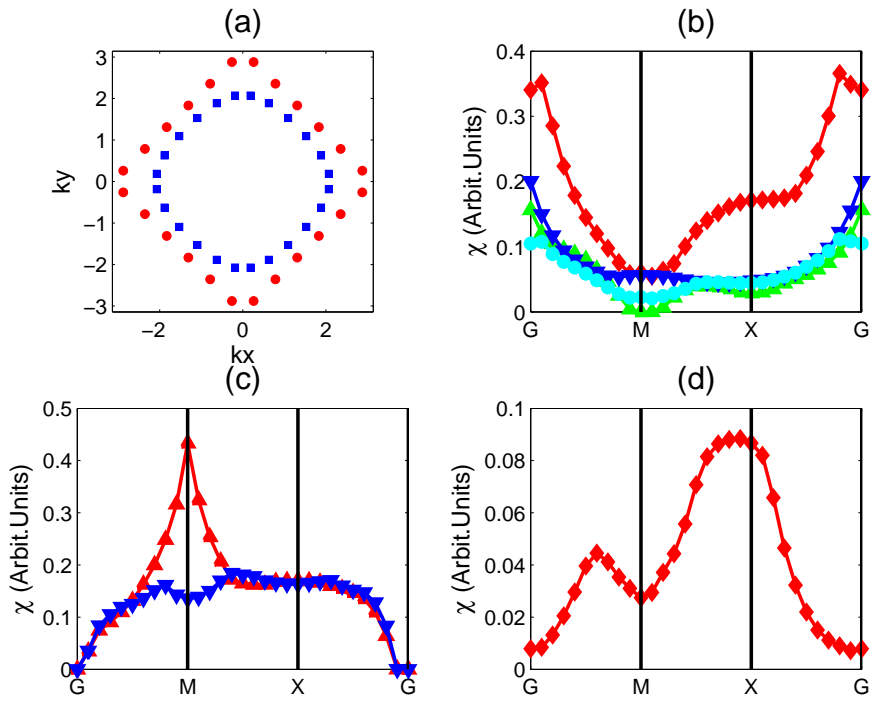 (a)
3
2
1
0
−1
−2
−3
−2
0
2
kx
ky
(b)
0.4
0.3
0.2
0.1
0
G
M
X
G
χ (Arbit.Units)
(c)
0.5
0.4
0.3
0.2
0.1
0
G
M
X
G
χ (Arbit.Units)
(d)
0.1
0.08
0.06
0.04
0.02
0
G
M
X
G
χ (Arbit.Units)